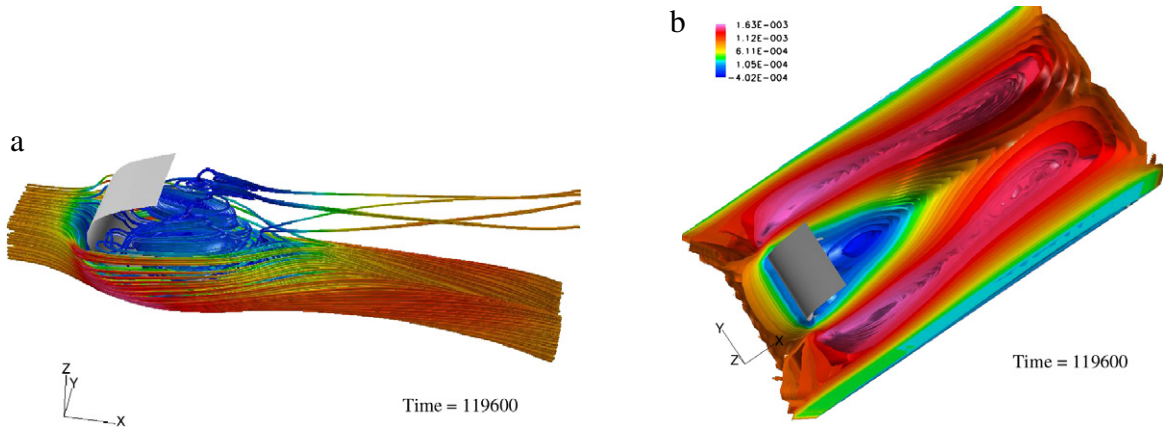 a
Z
Y
X
Time = 119600
b
1.63E-003
1.12E-003
6.11E-004
1.05E-004
-4.02E-004
Y
X
Z
Time = 119600